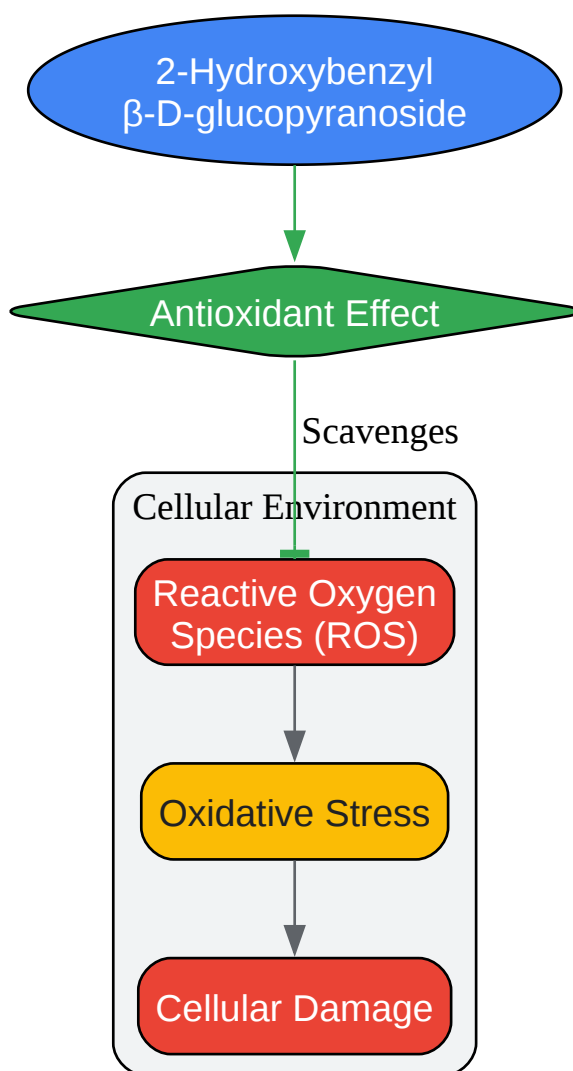 2-Hydroxybenzyl
β-D-glucopyranoside
Antioxidant Effect
Scavenges
Cellular Environment
Reactive Oxygen
Species (ROS)
Oxidative Stress
Cellular Damage